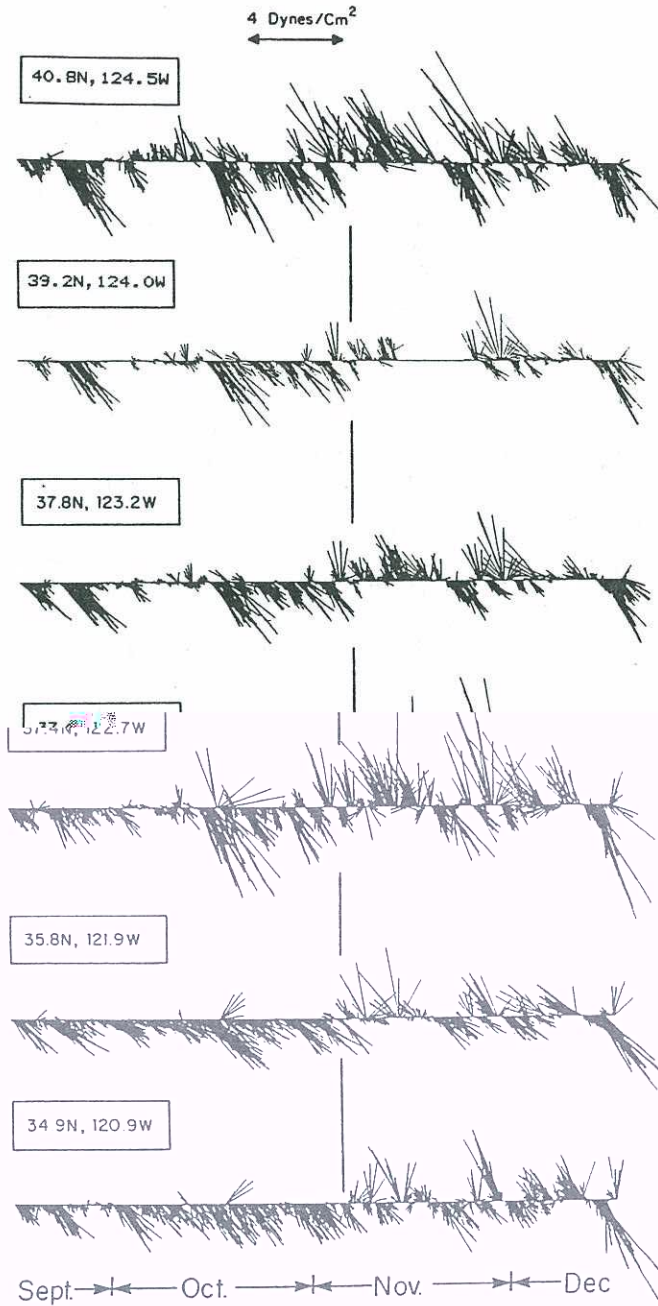 4 Dynes/Cm²
40.8N, 124.5W
39.2N, 124.0W
37.8N, 123.2W
122.7W
35.8N, 121.9W
34.9N, 120.9W
Sept. Oct. Nov. Dec